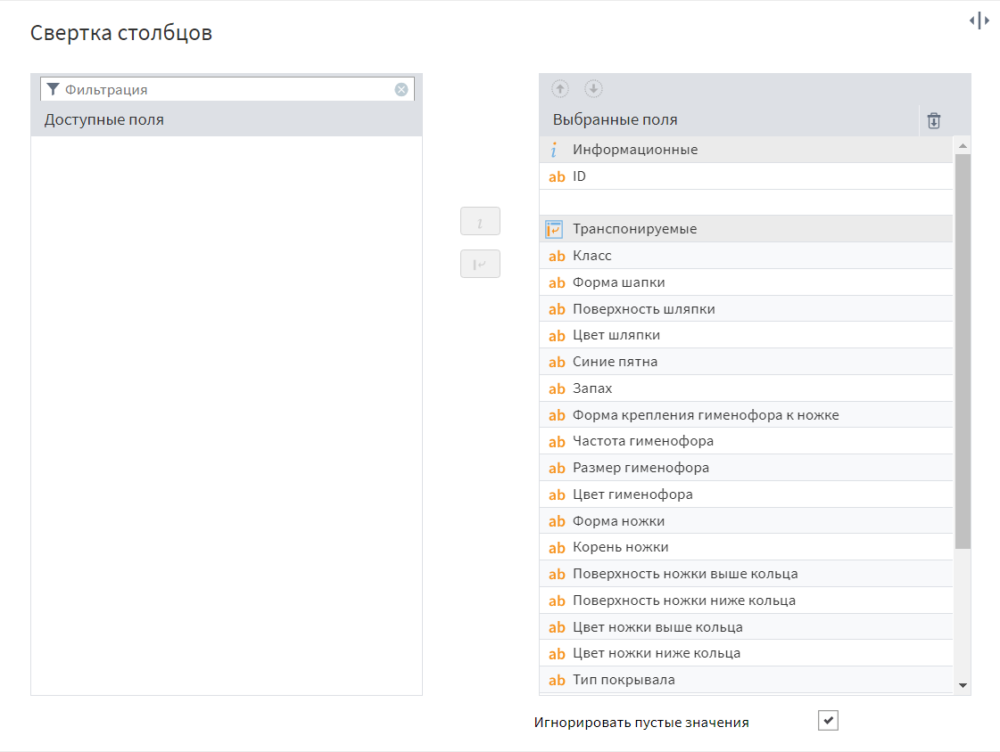 Свертка столбцов
Фильтрация
Доступные поля
Выбранные поля
i Информационные
ab ID
i
Транспонируемые
ab Класс
ab Форма шапки
ab Поверхность шляпки
ab Цвет шляпки
ab Синие пятна
ab Запах
ab Форма крепления гименофора к ножке
ab Частота гименофора
ab Размер гименофора
ab Цвет гименофора
ab Форма ножки
ab Корень ножки
ab Поверхность ножки выше кольца
ab Поверхность ножки ниже кольца
ab Цвет ножки выше кольца
ab Цвет ножки ниже кольца
ab Тип покрывала
Игнорировать пустые значения